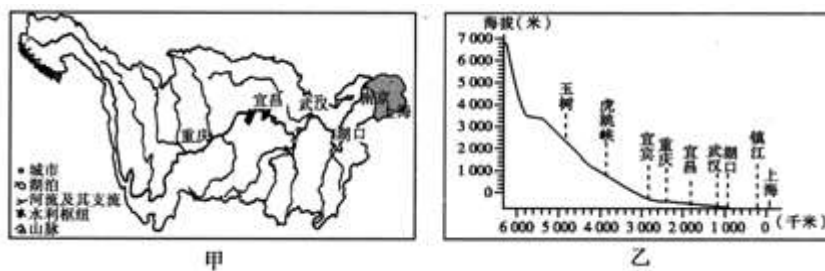 宜昌
武汉
南京
上海
重庆
湖口
城市
湖泊
河流及其支流
水利枢纽
山脉
甲
海拔(米)
7 000
6 000
5 000
4 000
3 000
2 000
1 000
0
玉树
虎跳峡
宜宾
重庆
宜昌
武汉
湖口
镇江
上海
6 000 5 000 4 000 3 000 2 000 1 000 0 (千米)
乙